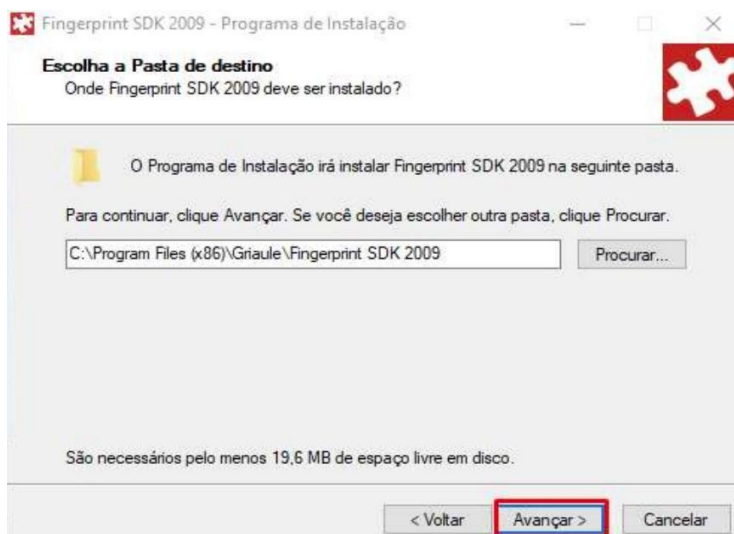 Fingerprint SDK 2009 - Programa de Instalação
Escolha a Pasta de destino
Onde Fingerprint SDK 2009 deve ser instalado?
O Programa de Instalação irá instalar Fingerprint SDK 2009 na seguinte pasta.
Para continuar, clique Avançar. Se você deseja escolher outra pasta, clique Procurar.
C:\Program Files (x86)\Griaule\Fingerprint SDK 2009
Procurar...
São necessários pelo menos 19,6 MB de espaço livre em disco.
< Voltar
Avançar >
Cancelar